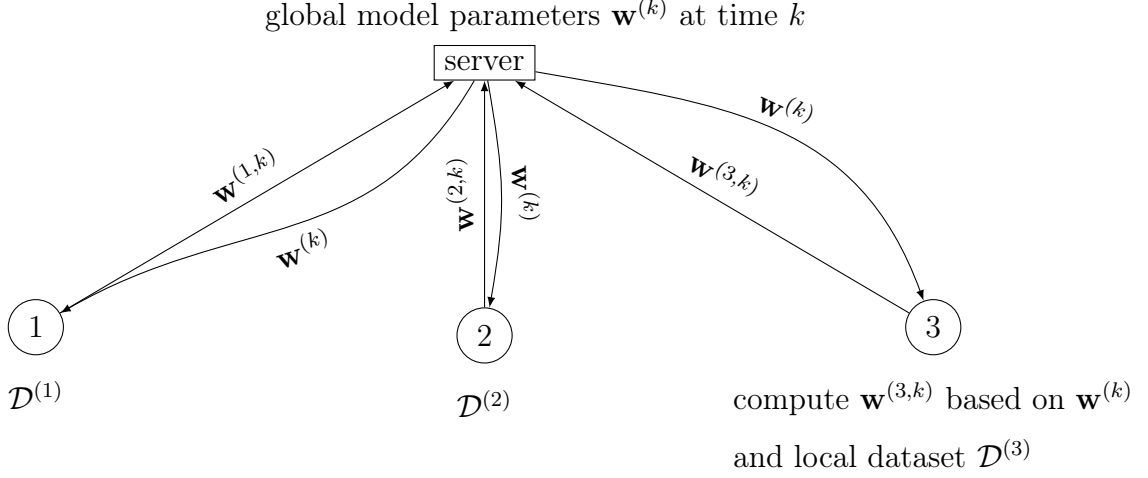 global model parameters w^(k) at time k
server
w^(1,k)
w^(k)
w^(2,k)
w^(k)
w^(3,k)
w^(k)
1
2
3
𝒟^(1)
𝒟^(2)
compute w^(3,k) based on w^(k)
and local dataset 𝒟^(3)